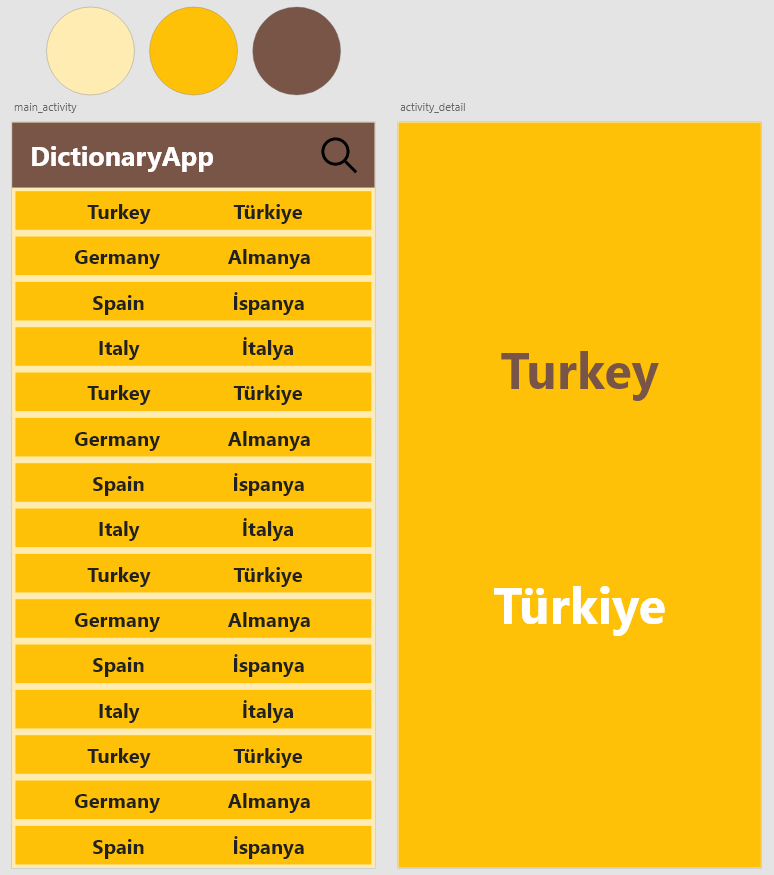 main_activity
activity_detail
DictionaryApp
Turkey Türkiye
Germany Almanya
Spain İspanya
Italy İtalya
Turkey Türkiye
Germany Almanya
Spain İspanya
Italy İtalya
Turkey Türkiye
Germany Almanya
Spain İspanya
Italy İtalya
Turkey Türkiye
Germany Almanya
Spain İspanya
Turkey
Türkiye